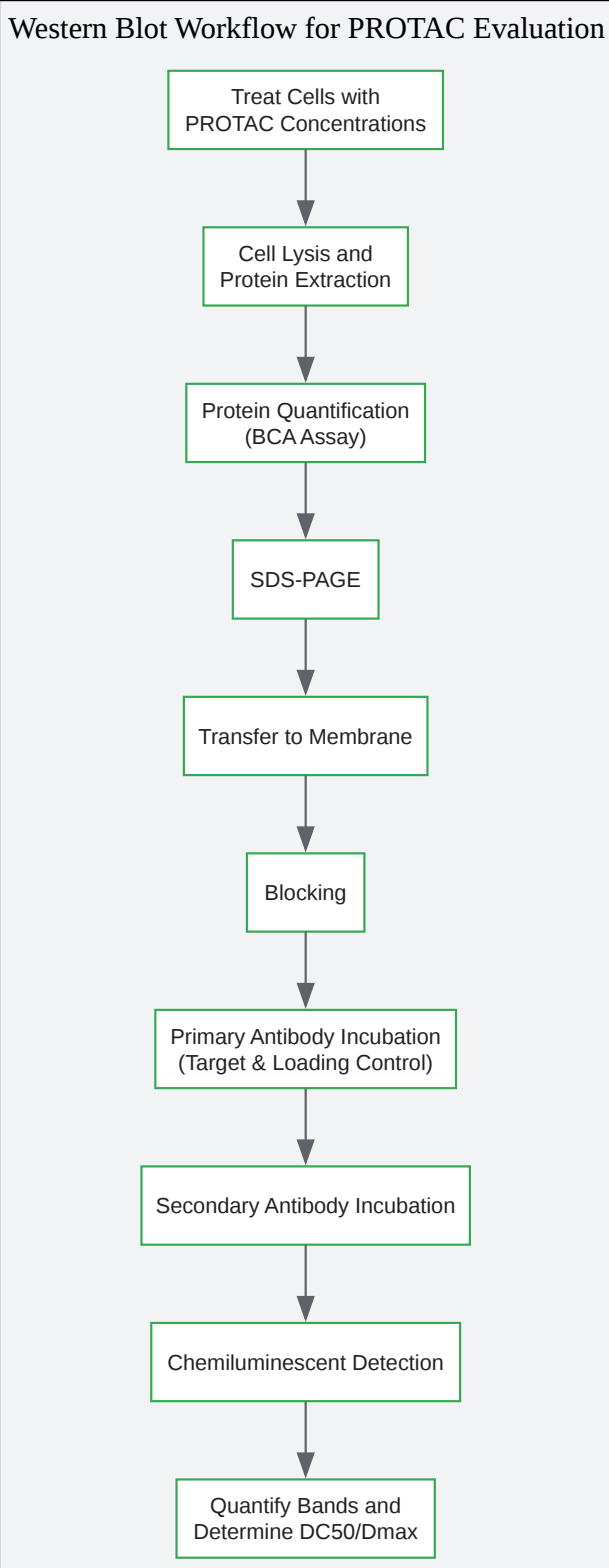 Western Blot Workflow for PROTAC Evaluation
Treat Cells with
PROTAC Concentrations
Cell Lysis and
Protein Extraction
Protein Quantification
(BCA Assay)
SDS-PAGE
Transfer to Membrane
Blocking
Primary Antibody Incubation
(Target & Loading Control)
Secondary Antibody Incubation
Chemiluminescent Detection
Quantify Bands and
Determine DC50/Dmax